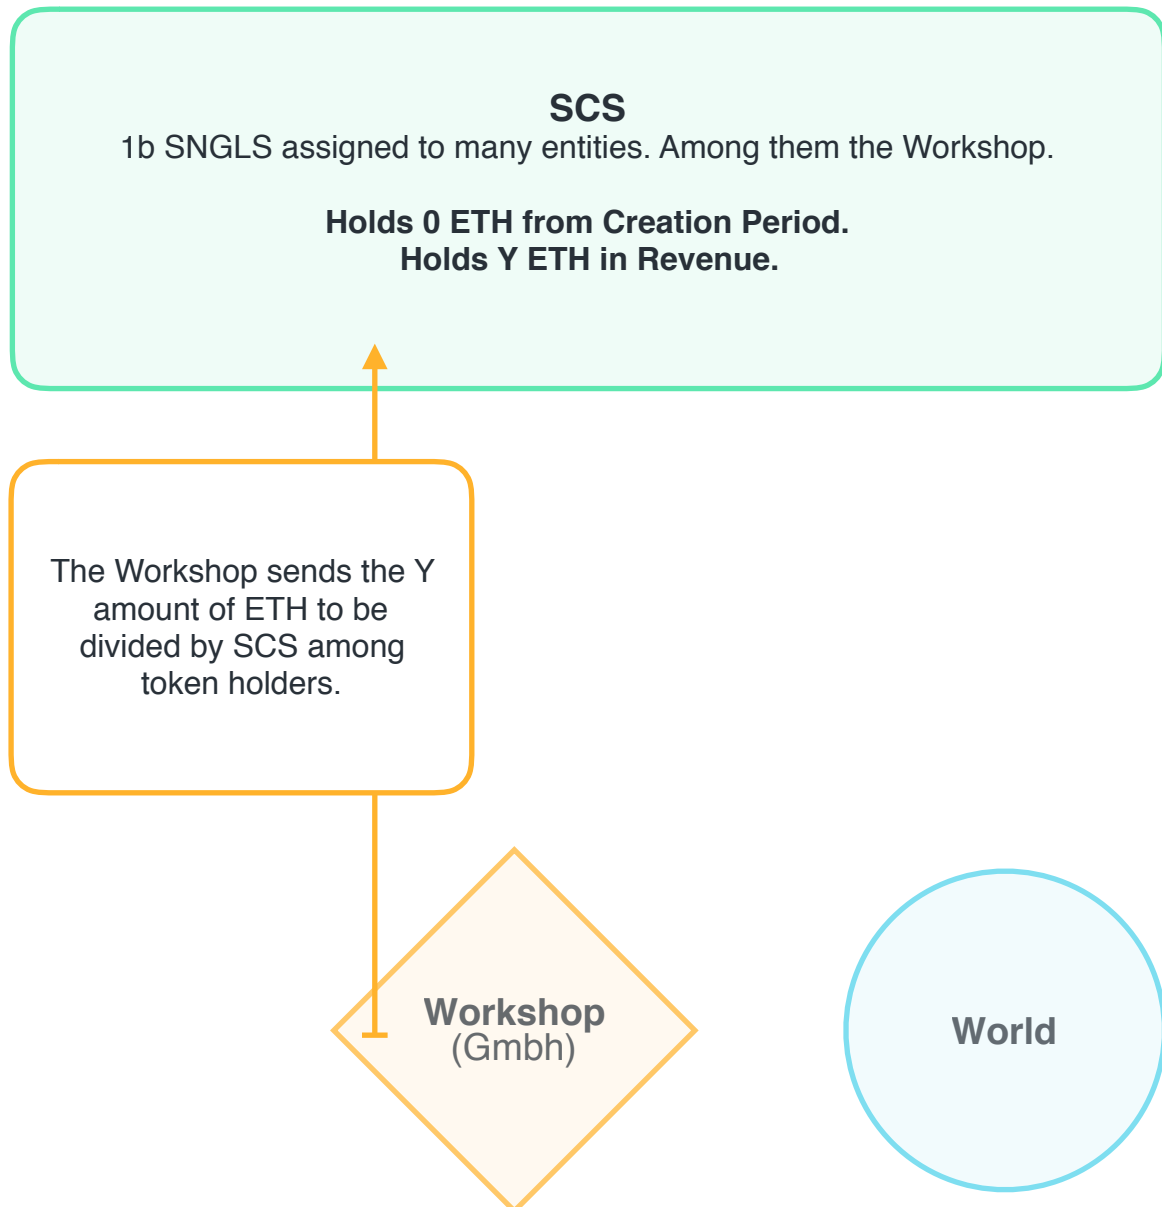 SCS
1b SNGLS assigned to many entities. Among them the Workshop.
Holds 0 ETH from Creation Period.
Holds Y ETH in Revenue.
The Workshop sends the Y
amount of ETH to be
divided by SCS among
token holders.
Workshop
(Gmbh)
World